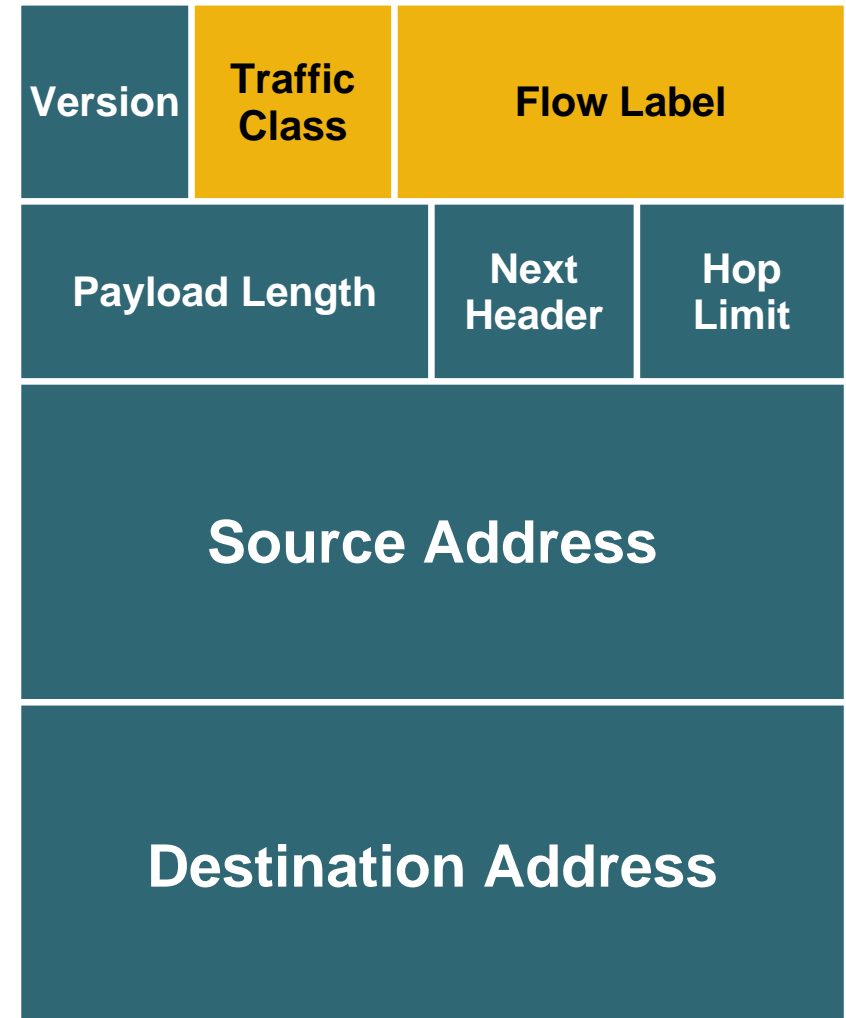 Version
Traffic
Class
Flow Label
Payload Length
Next
Header
Hop
Limit
Source Address
Destination Address